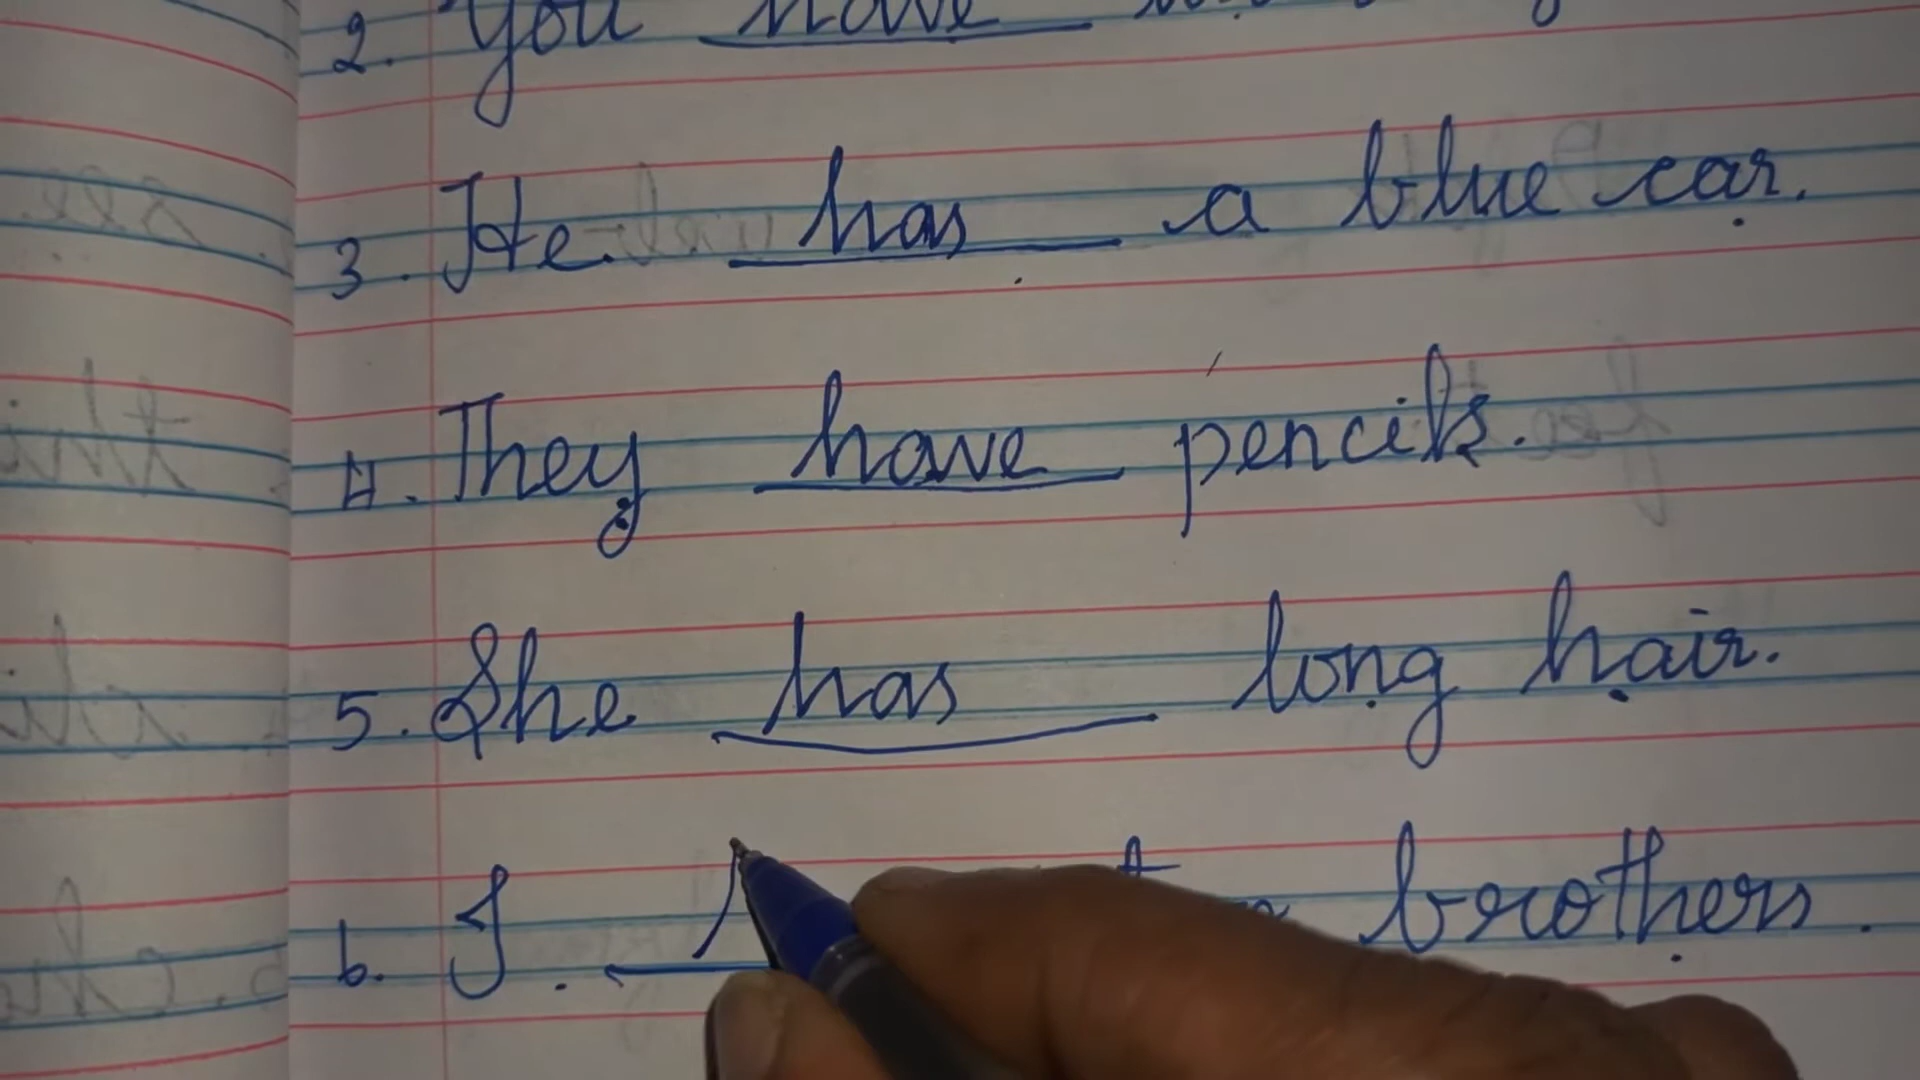 2. You have
3. He has a blue car.
4. They have pencils.
5. She has long hair.
6. I brothers.